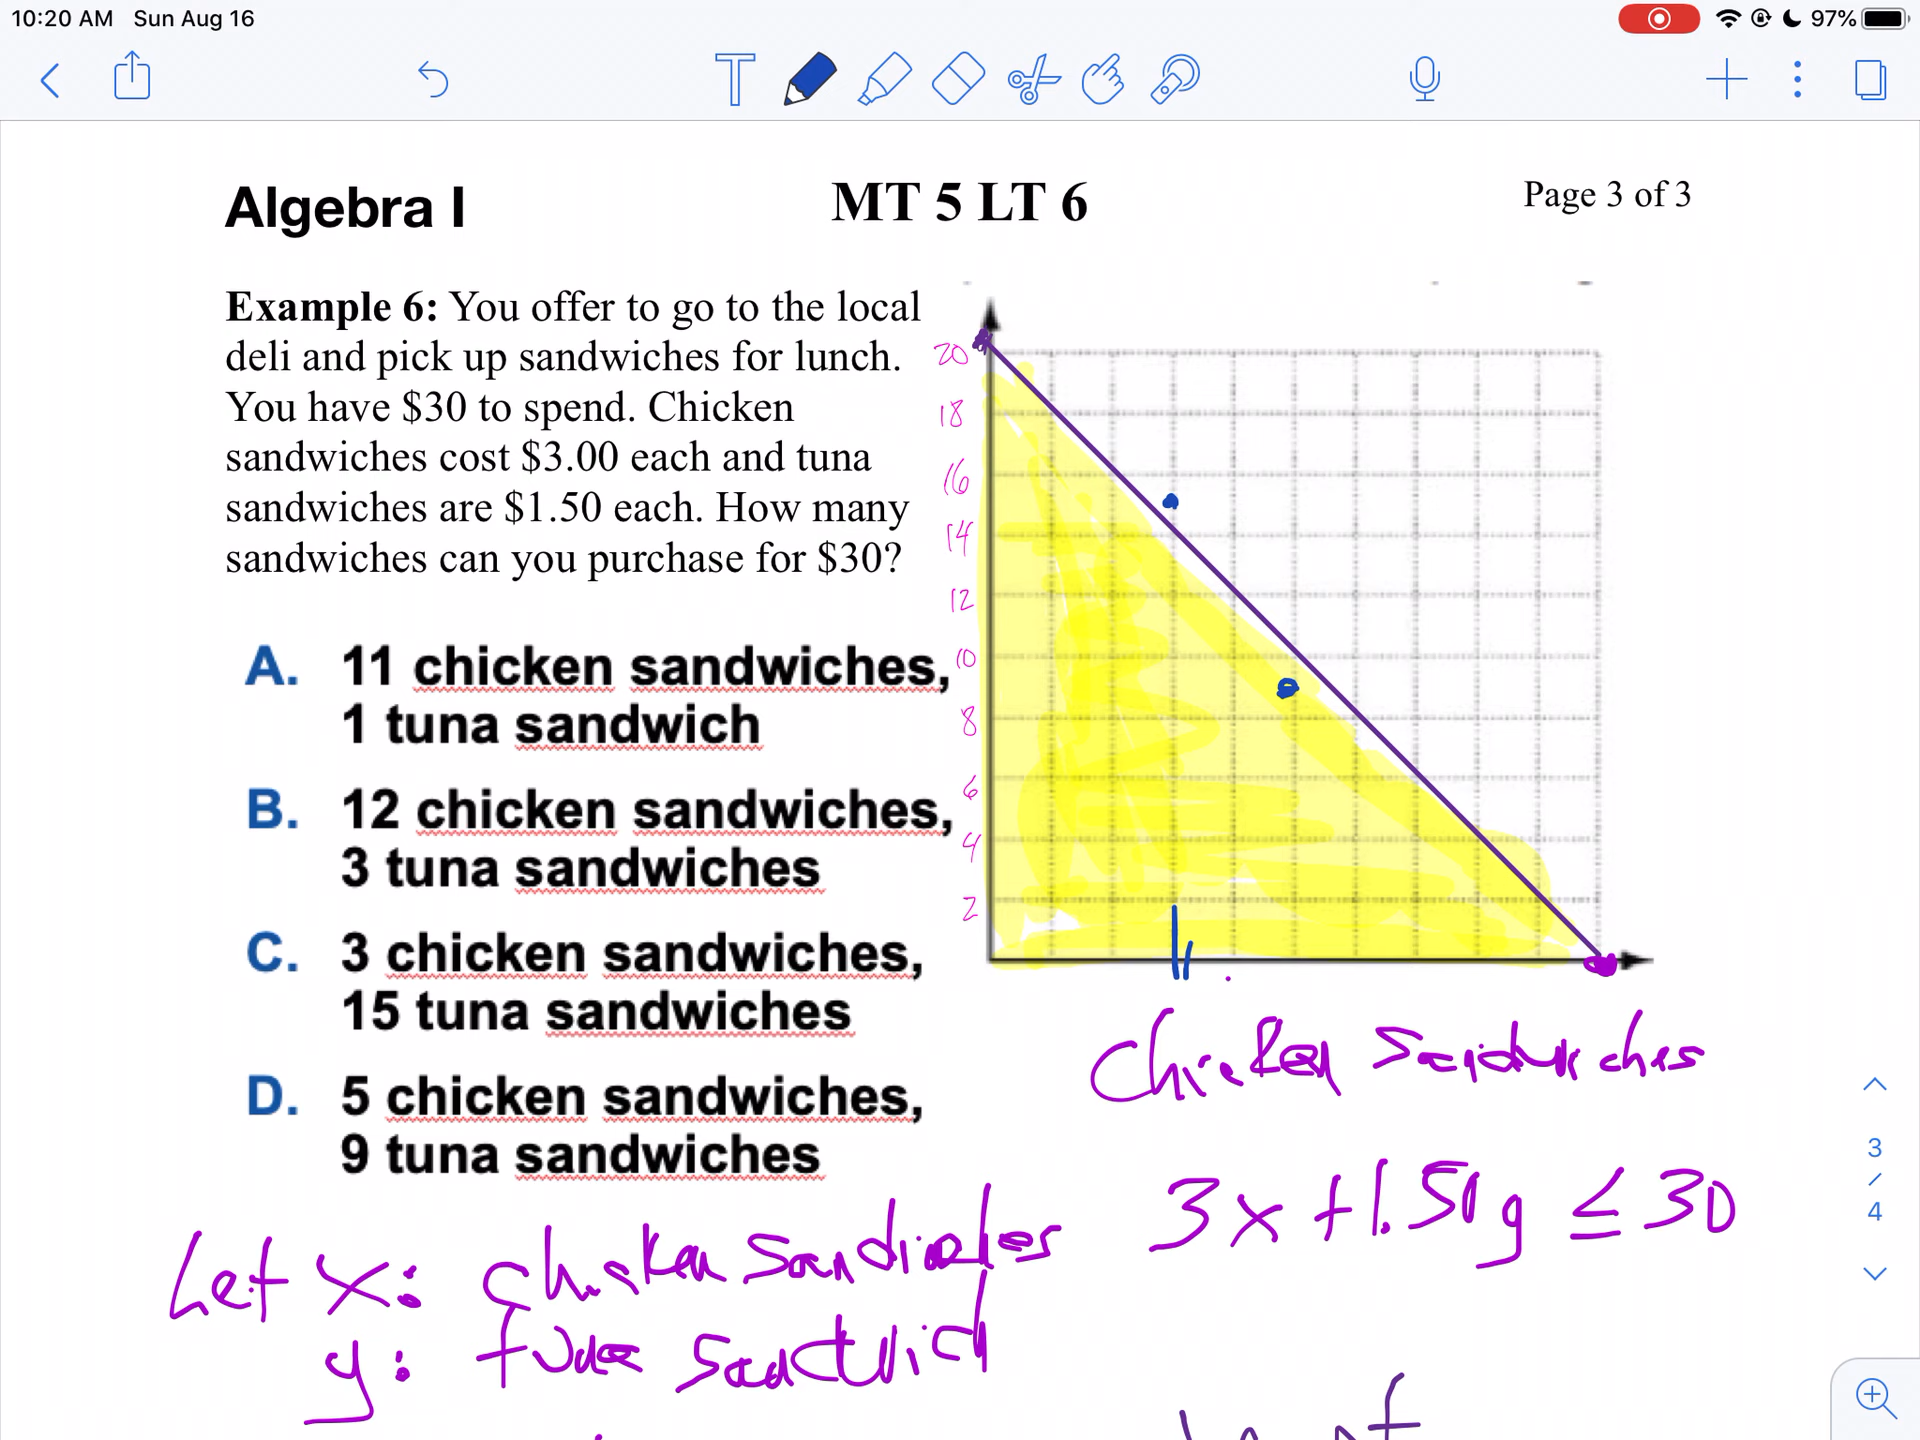 10:20 AM Sun Aug 16
97%
Algebra I
MT 5 LT 6
Page 3 of 3
Example 6: You offer to go to the local
deli and pick up sandwiches for lunch.
You have $30 to spend. Chicken
sandwiches cost $3.00 each and tuna
sandwiches are $1.50 each. How many
sandwiches can you purchase for $30?
A. 11 chicken sandwiches,
1 tuna sandwich
B. 12 chicken sandwiches,
3 tuna sandwiches
C. 3 chicken sandwiches,
15 tuna sandwiches
D. 5 chicken sandwiches,
9 tuna sandwiches
20
18
16
14
12
10
8
6
4
2
Chicken Sandwiches
3x +1.50y ≤ 30
Let x: chicken Sandwiches
y: tuna Sandwich
3
/
4